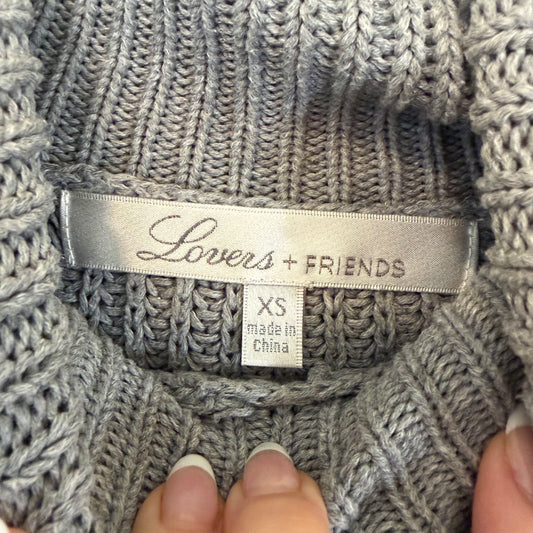 Lovers + FRIENDS
XS
made in
China